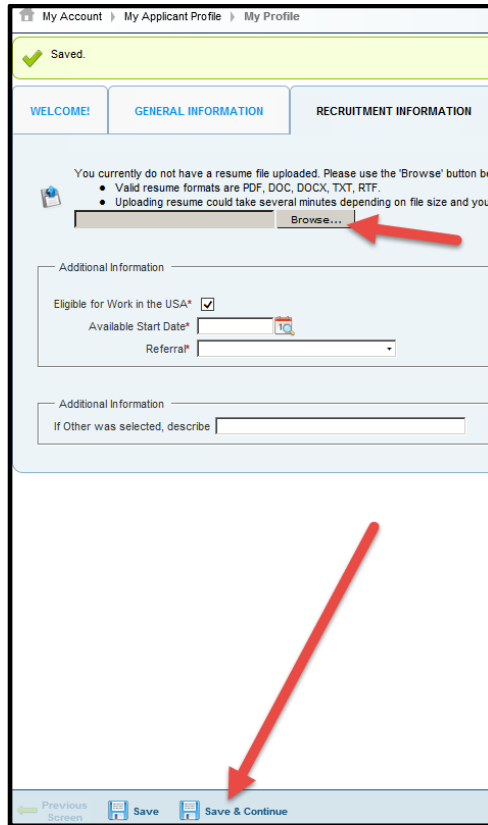 My Account My Applicant Profile My Profile
Saved.
WELCOME! GENERAL INFORMATION RECRUITMENT INFORMATION
You currently do not have a resume file uploaded. Please use the 'Browse' button
Valid resume formats are PDF, DOC, DOCX, TXT, RTF.
Uploading resume could take several minutes depending on file size and
Browse...
Additional Information
Eligible for Work in the USA*
Available Start Date*
Referral*
Additional Information
If Other was selected, describe
Previous Screen Save Save & Continue